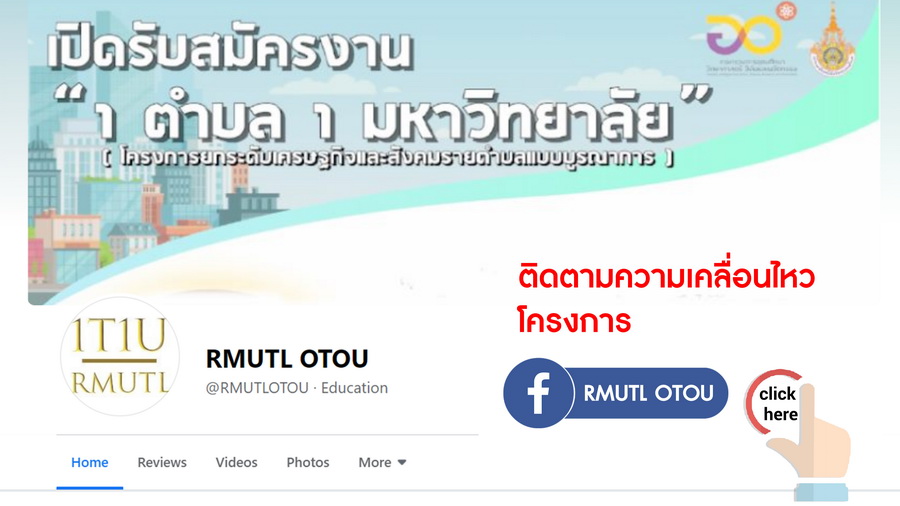 เปิดรับสมัครงาน
“ ๑ ตำบล ๑ มหาวิทยาลัย ”
( โครงการยกระดับเศรษฐกิจและสังคมรายตำบลแบบบูรณาการ )
ติดตามความเคลื่อนไหว
โครงการ
1T1U
RMUTL
RMUTL OTOU
@RMUTLOTOU · Education
RMUTL OTOU
click
here
Home Reviews Videos Photos More